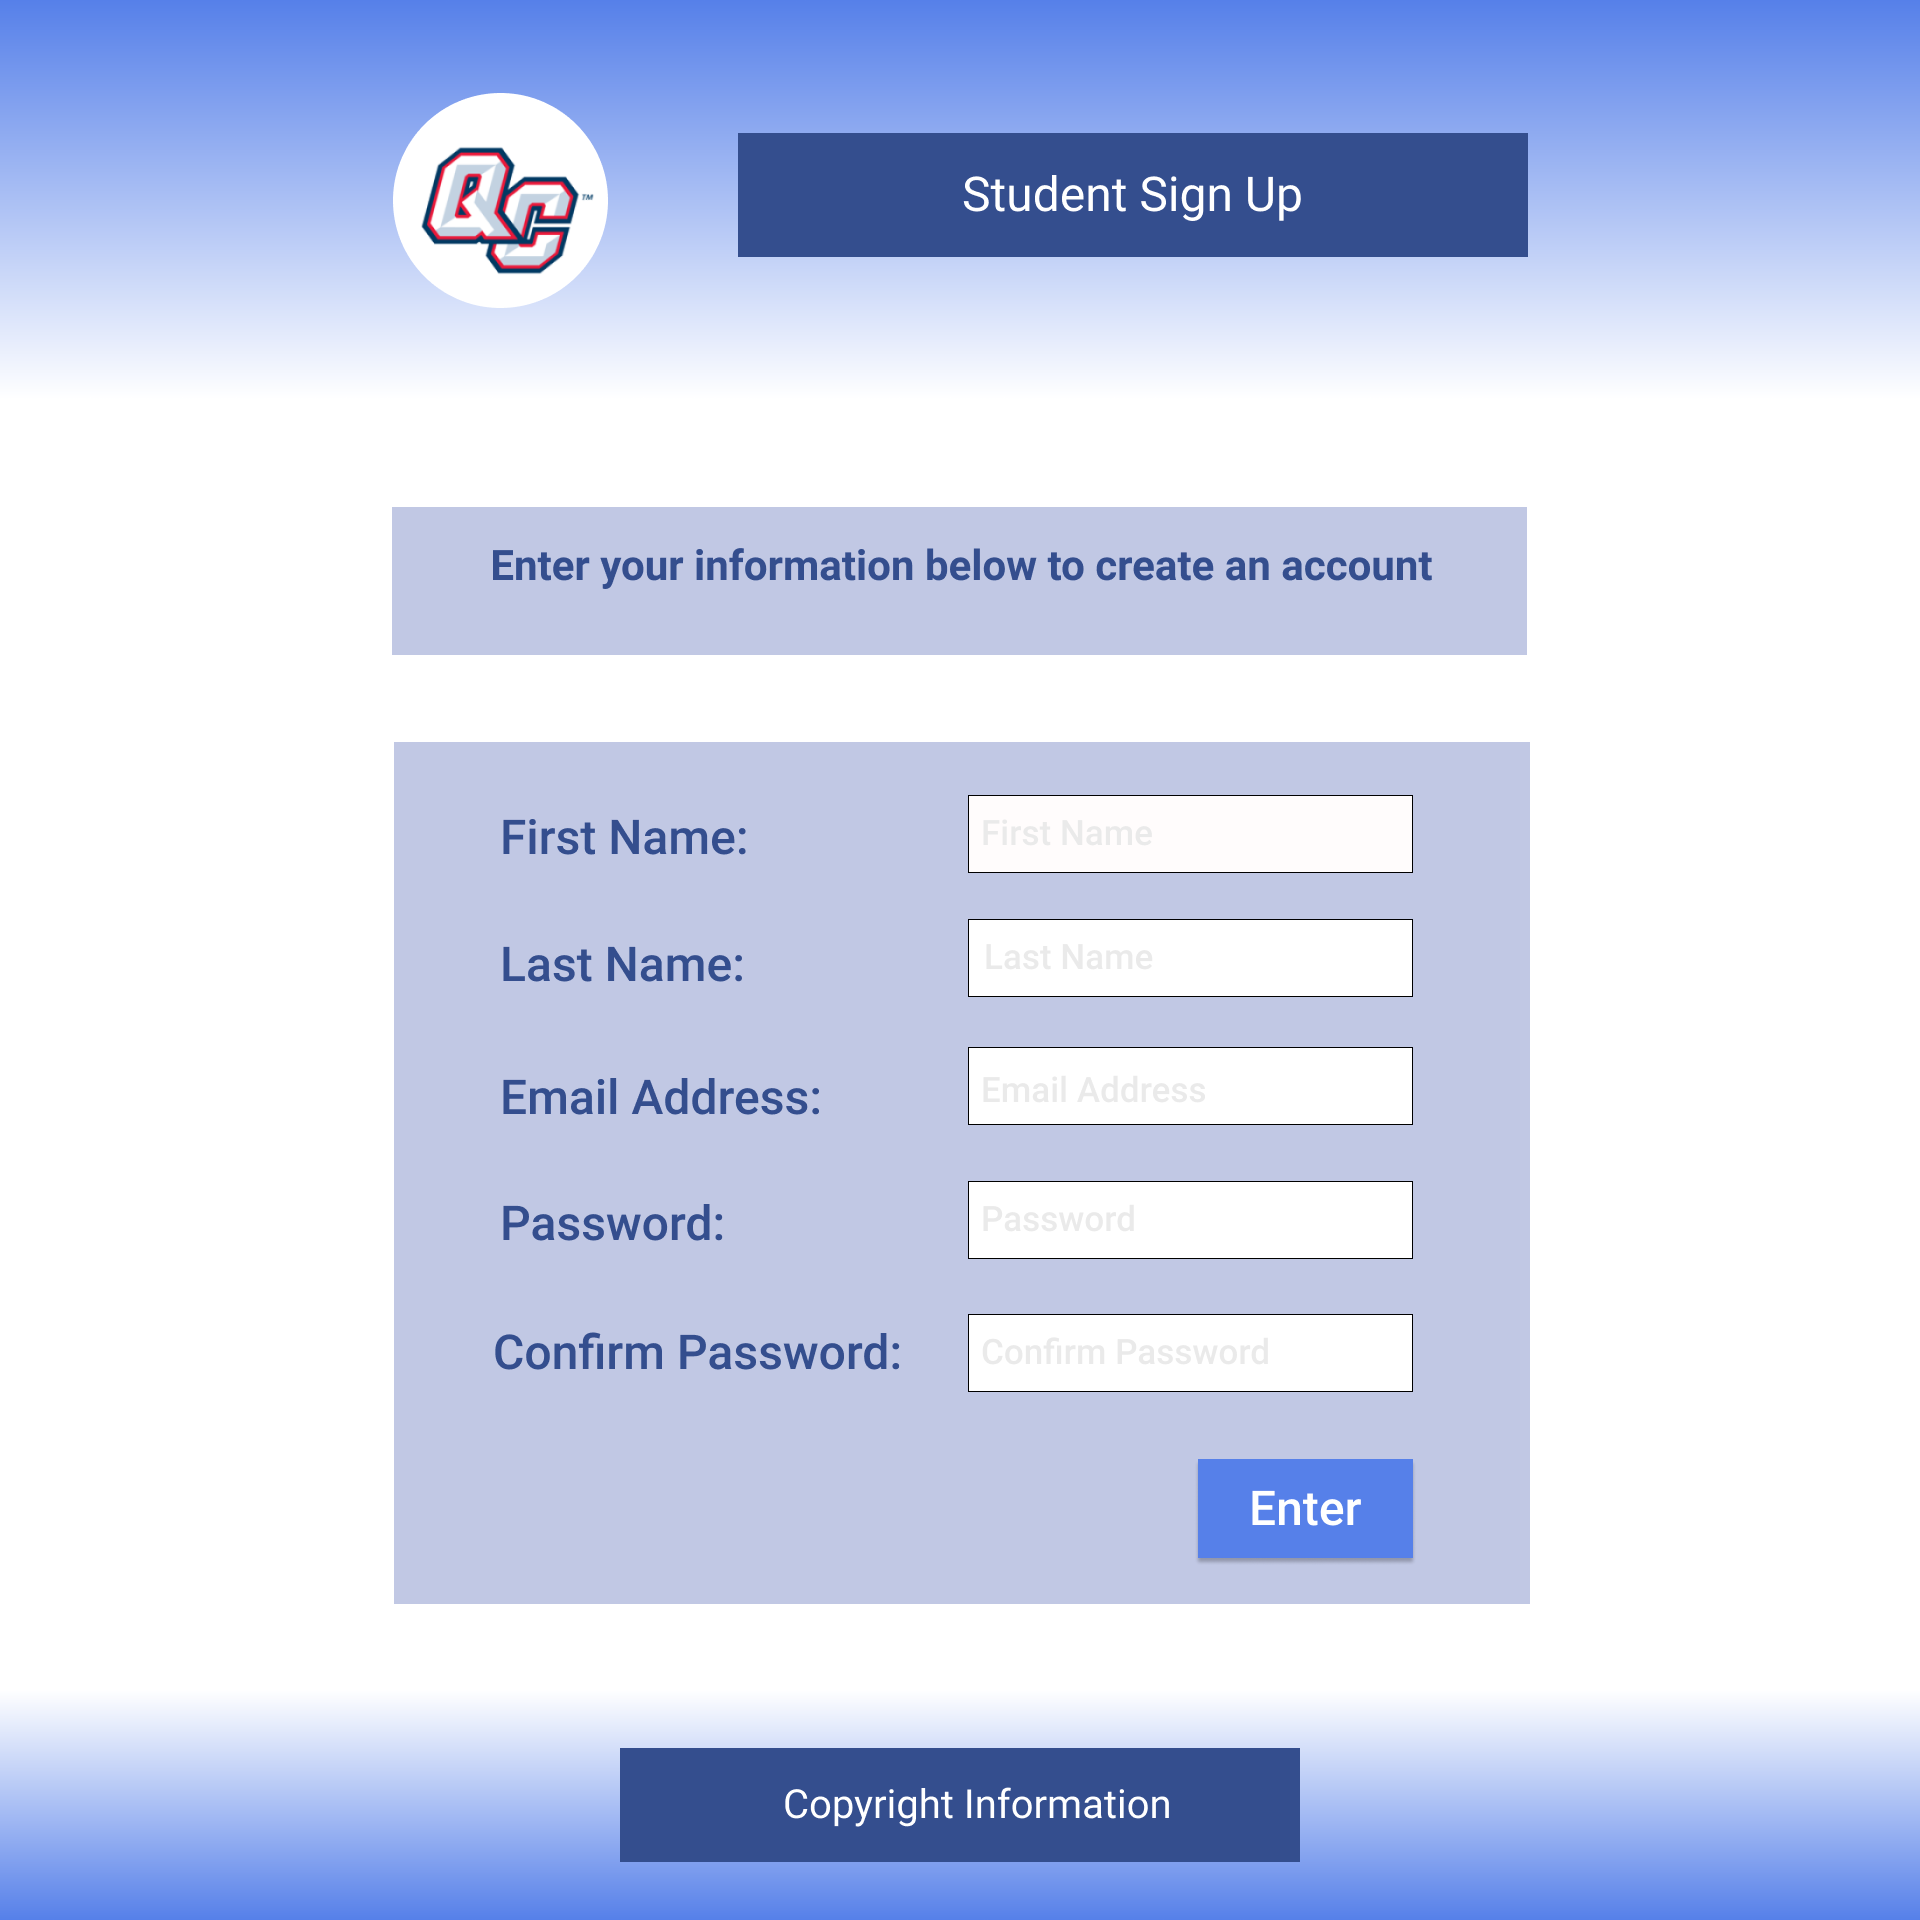 QC™
Student Sign Up
Enter your information below to create an account
First Name:
First Name
Last Name:
Last Name
Email Address:
Email Address
Password:
Password
Confirm Password:
Confirm Password
Enter
Copyright Information